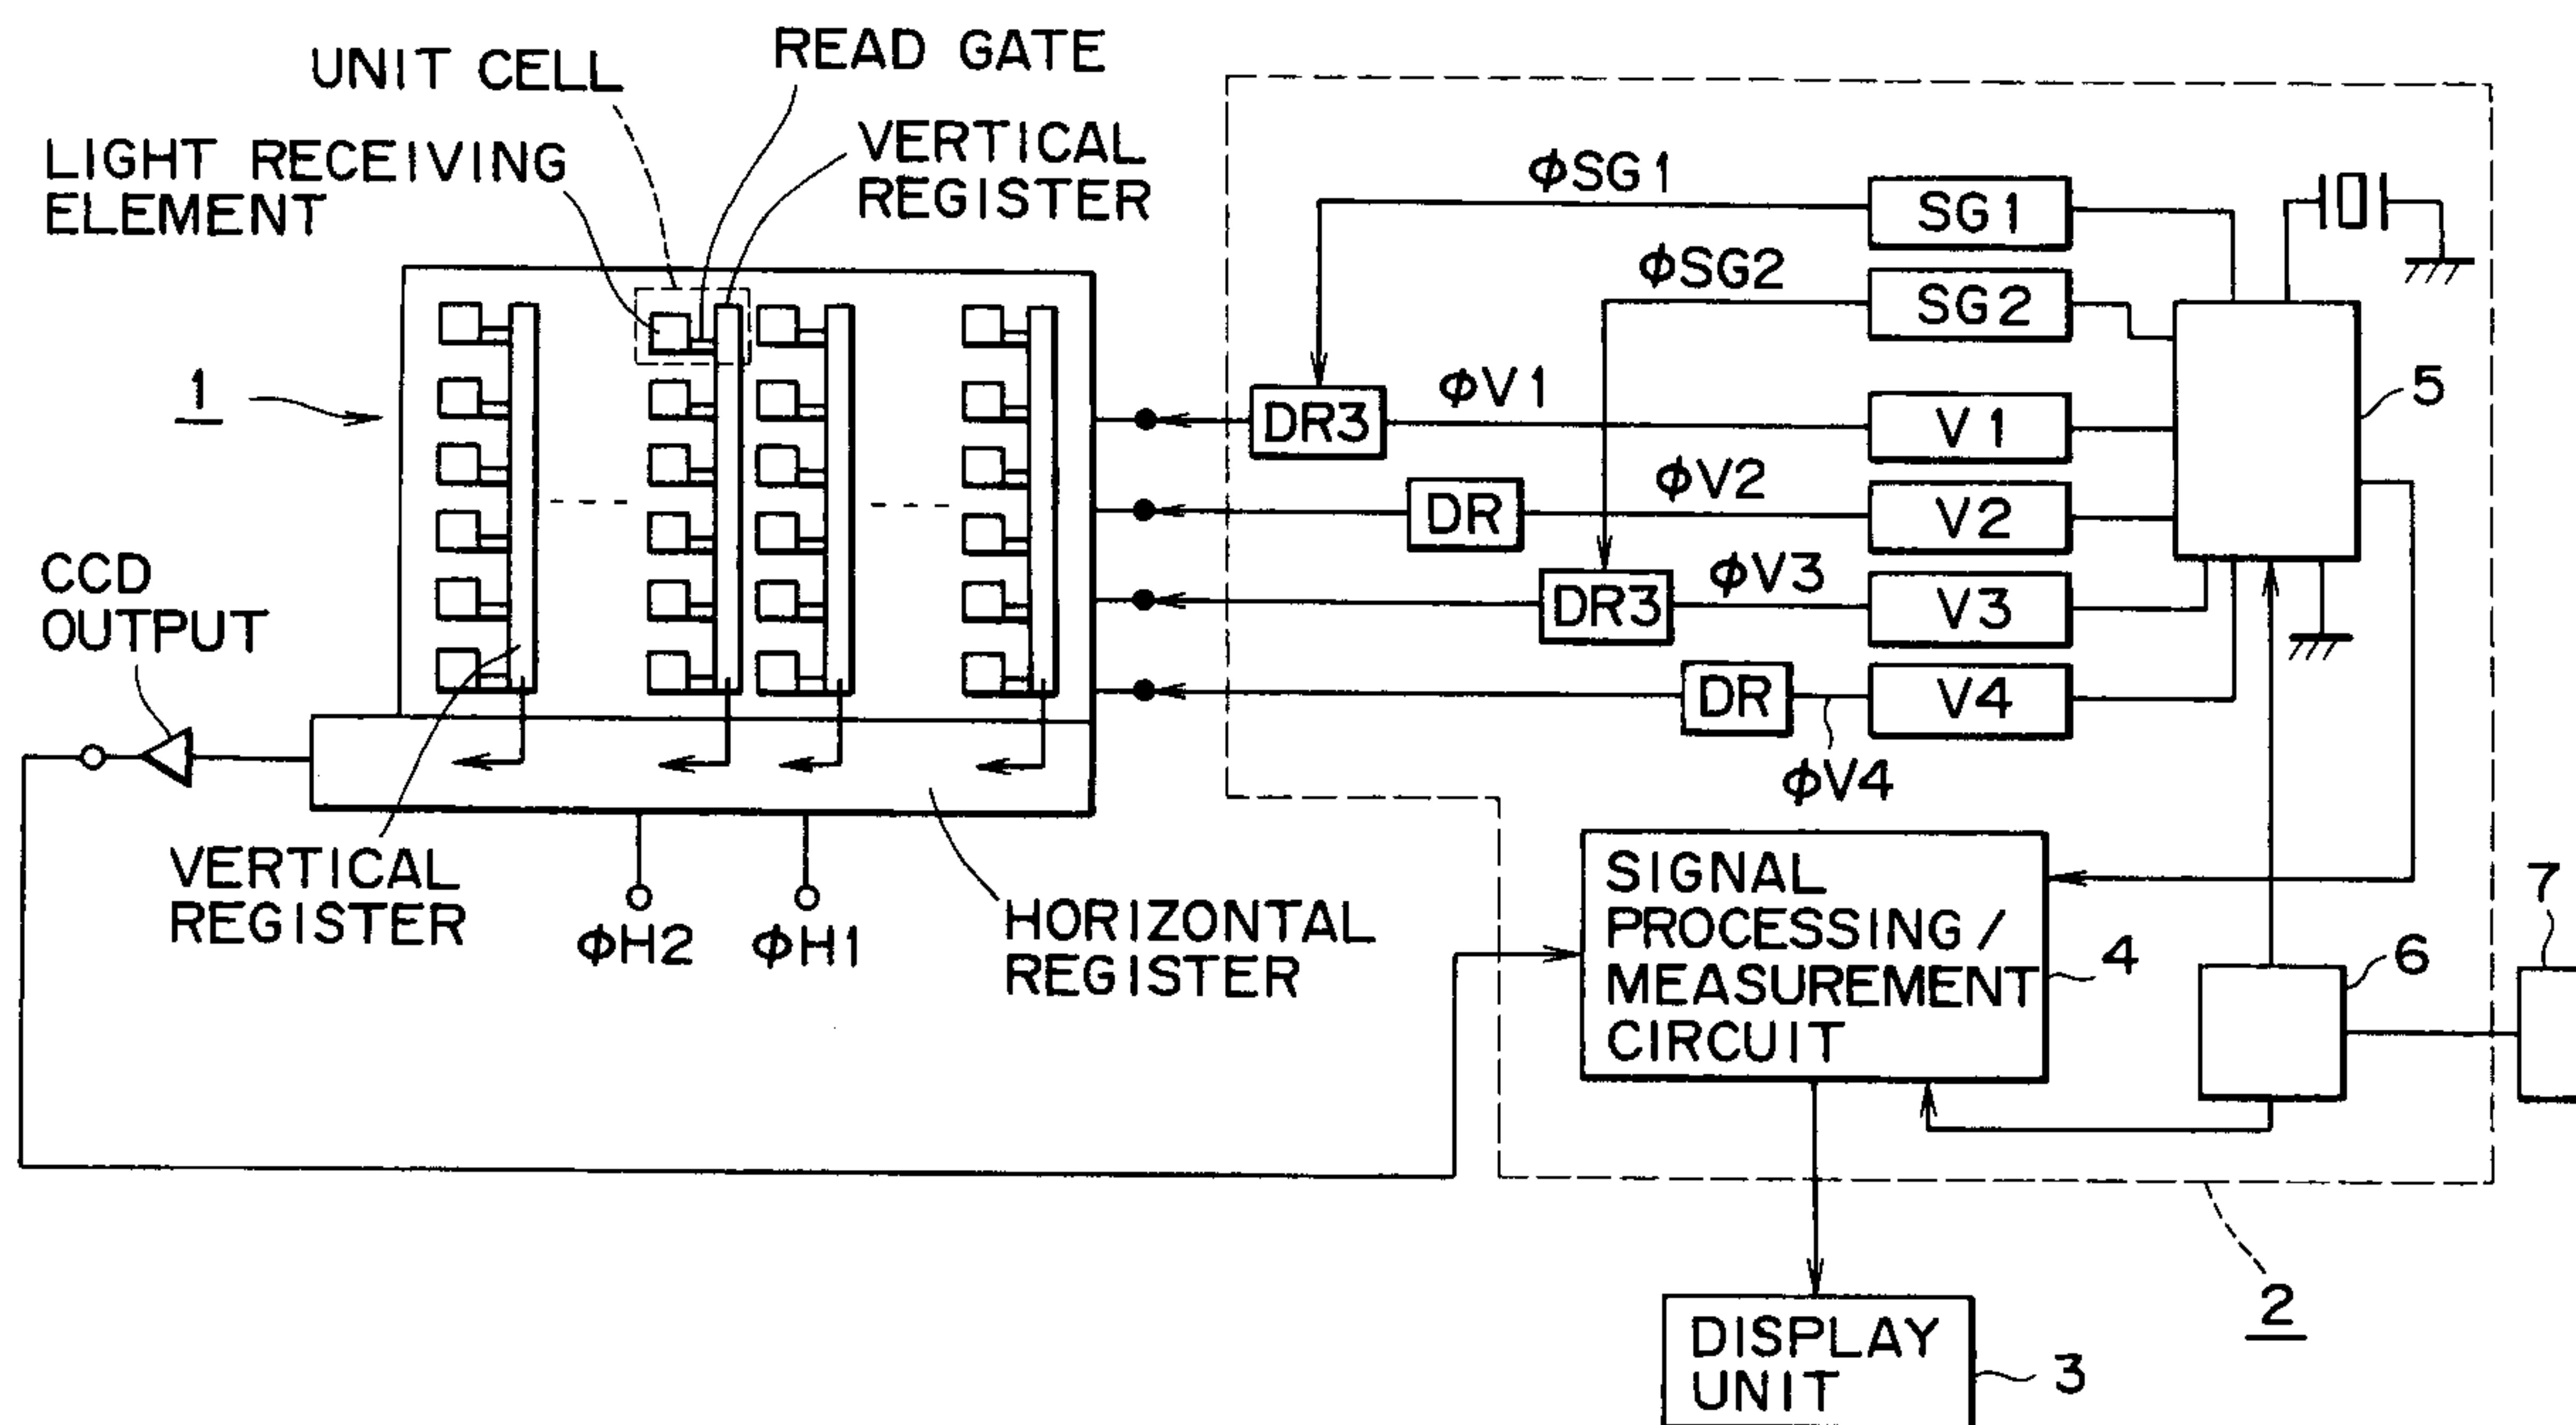 READ GATE
UNIT CELL
VERTICAL
REGISTER
LIGHT RECEIVING
ELEMENT
1
CCD
OUTPUT
VERTICAL
REGISTER
φH2
φH1
HORIZONTAL
REGISTER
φSG1
SG1
φSG2
SG2
DR3
φV1
V1
5
DR
φV2
V2
DR3
φV3
V3
DR
V4
φV4
SIGNAL
PROCESSING/
MEASUREMENT
CIRCUIT
4
6
7
2
DISPLAY
UNIT
3